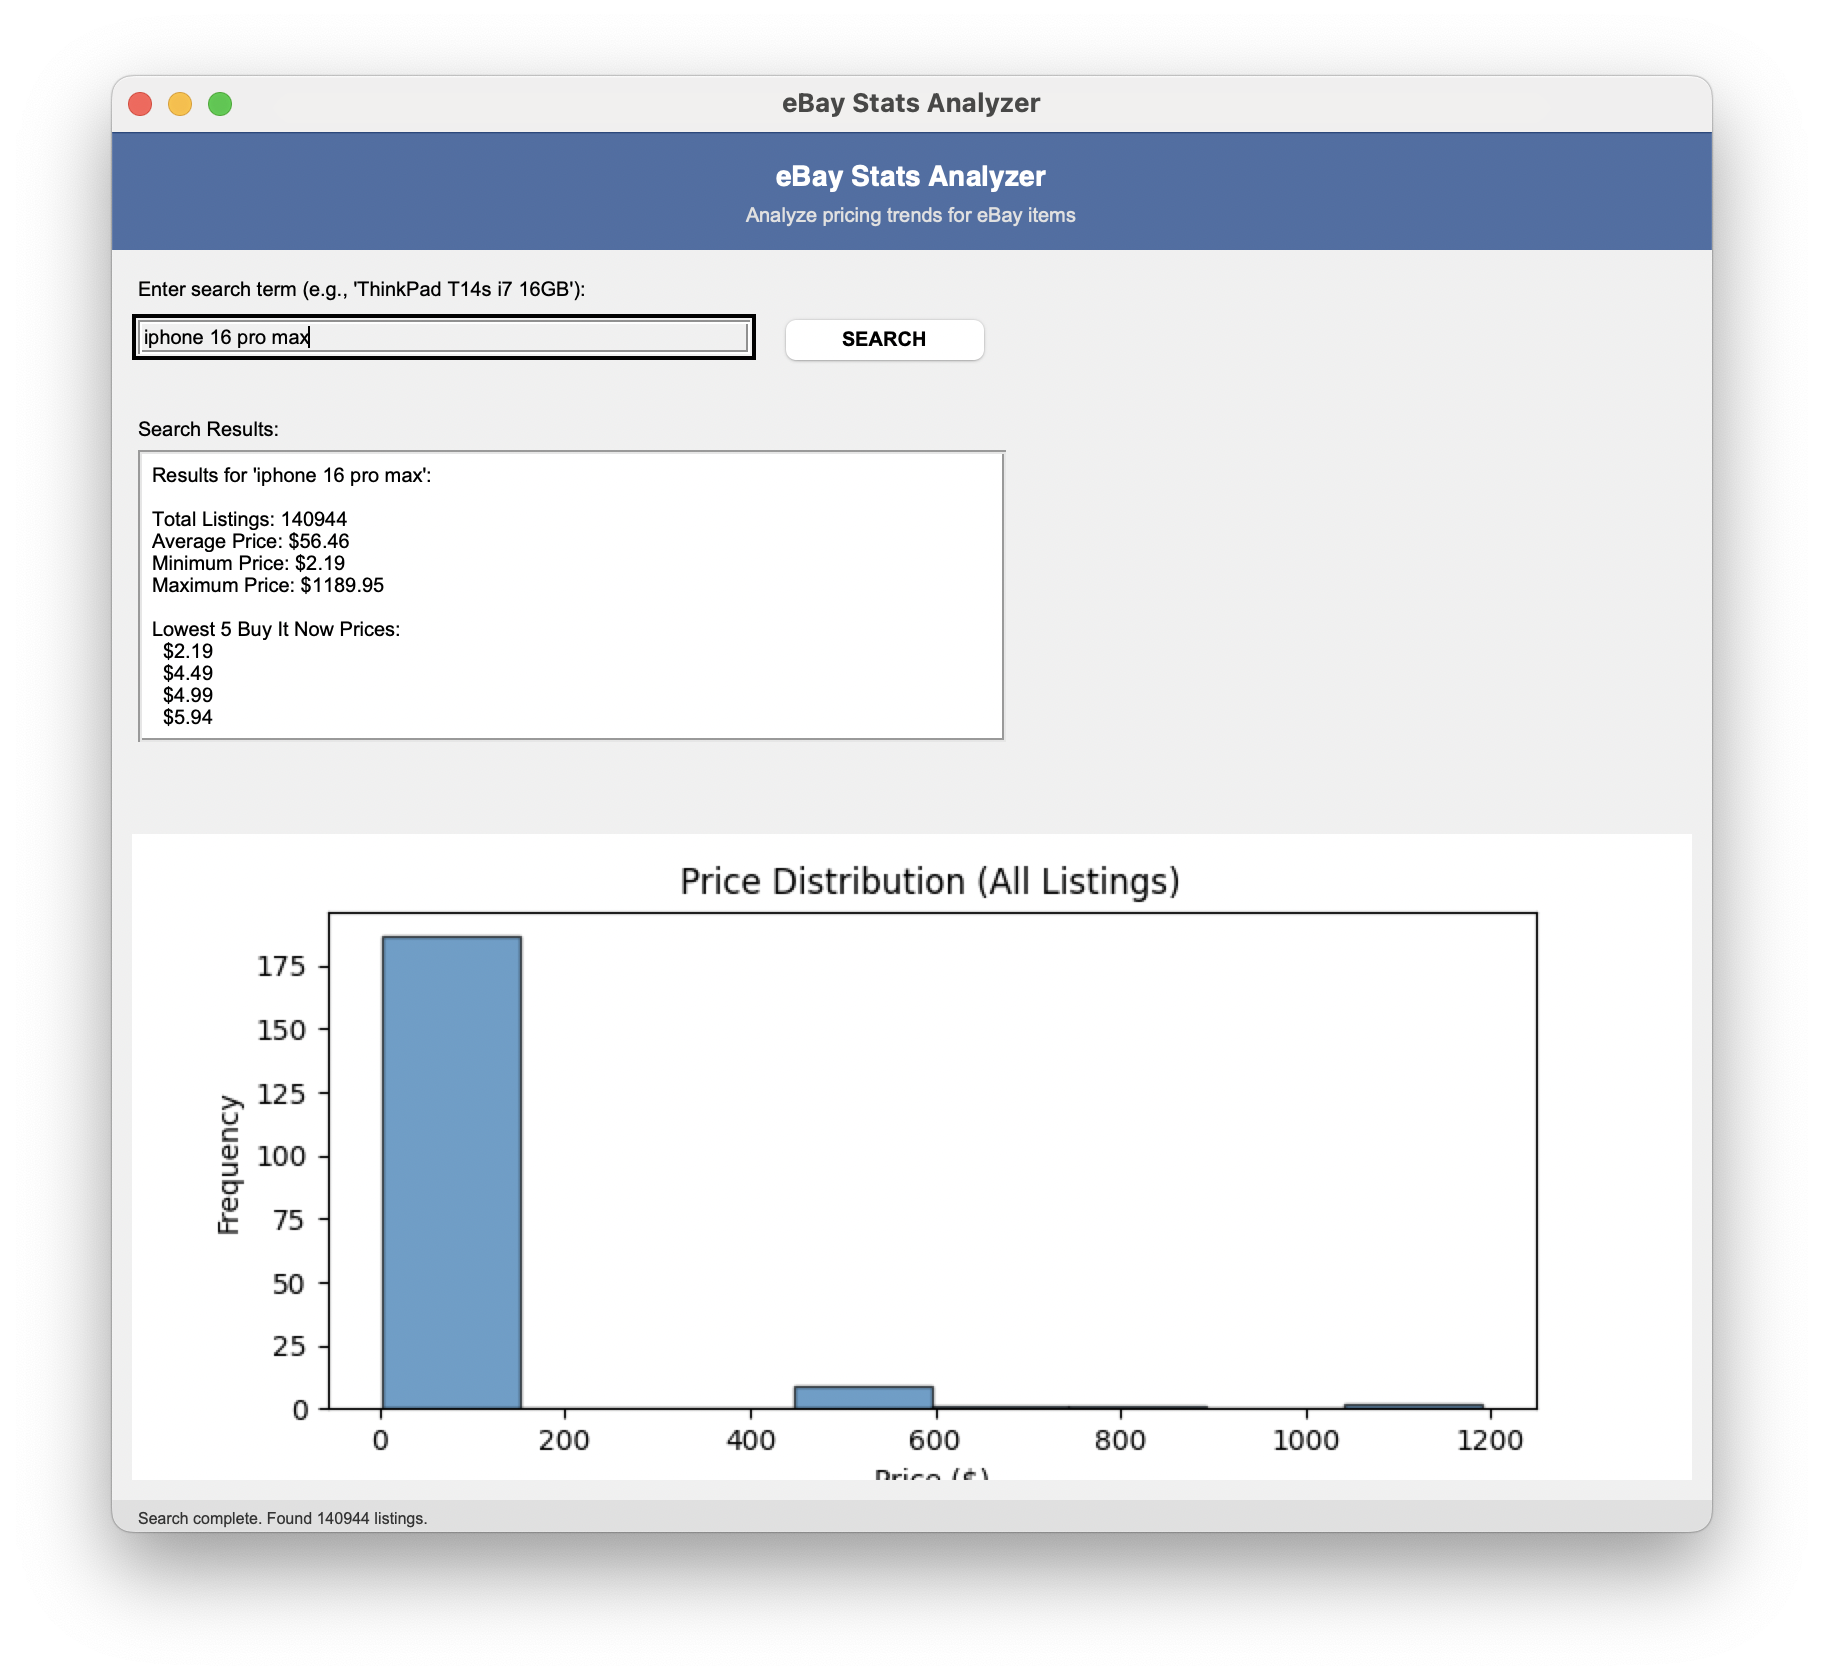 eBay Stats Analyzer
eBay Stats Analyzer
Analyze pricing trends for eBay items
Enter search term (e.g., 'ThinkPad T14s i7 16GB'):
iphone 16 pro max
SEARCH
Search Results:
Results for 'iphone 16 pro max':
Total Listings: 140944
Average Price: $56.46
Minimum Price: $2.19
Maximum Price: $1189.95
Lowest 5 Buy It Now Prices:
$2.19
$4.49
$4.99
$5.94
Price Distribution (All Listings)
Frequency
175
150
125
100
75
50
25
0
0 200 400 600 800 1000 1200
Price ($)
Search complete. Found 140944 listings.